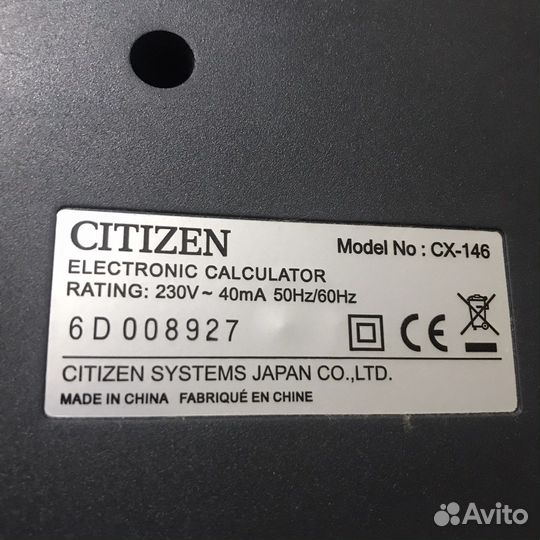 CITIZEN Model No : CX-146
ELECTRONIC CALCULATOR
RATING: 230V~ 40mA 50Hz/60Hz
6D008927 CE
CITIZEN SYSTEMS JAPAN CO.,LTD.
MADE IN CHINA FABRIQUÉ EN CHINE
Avito